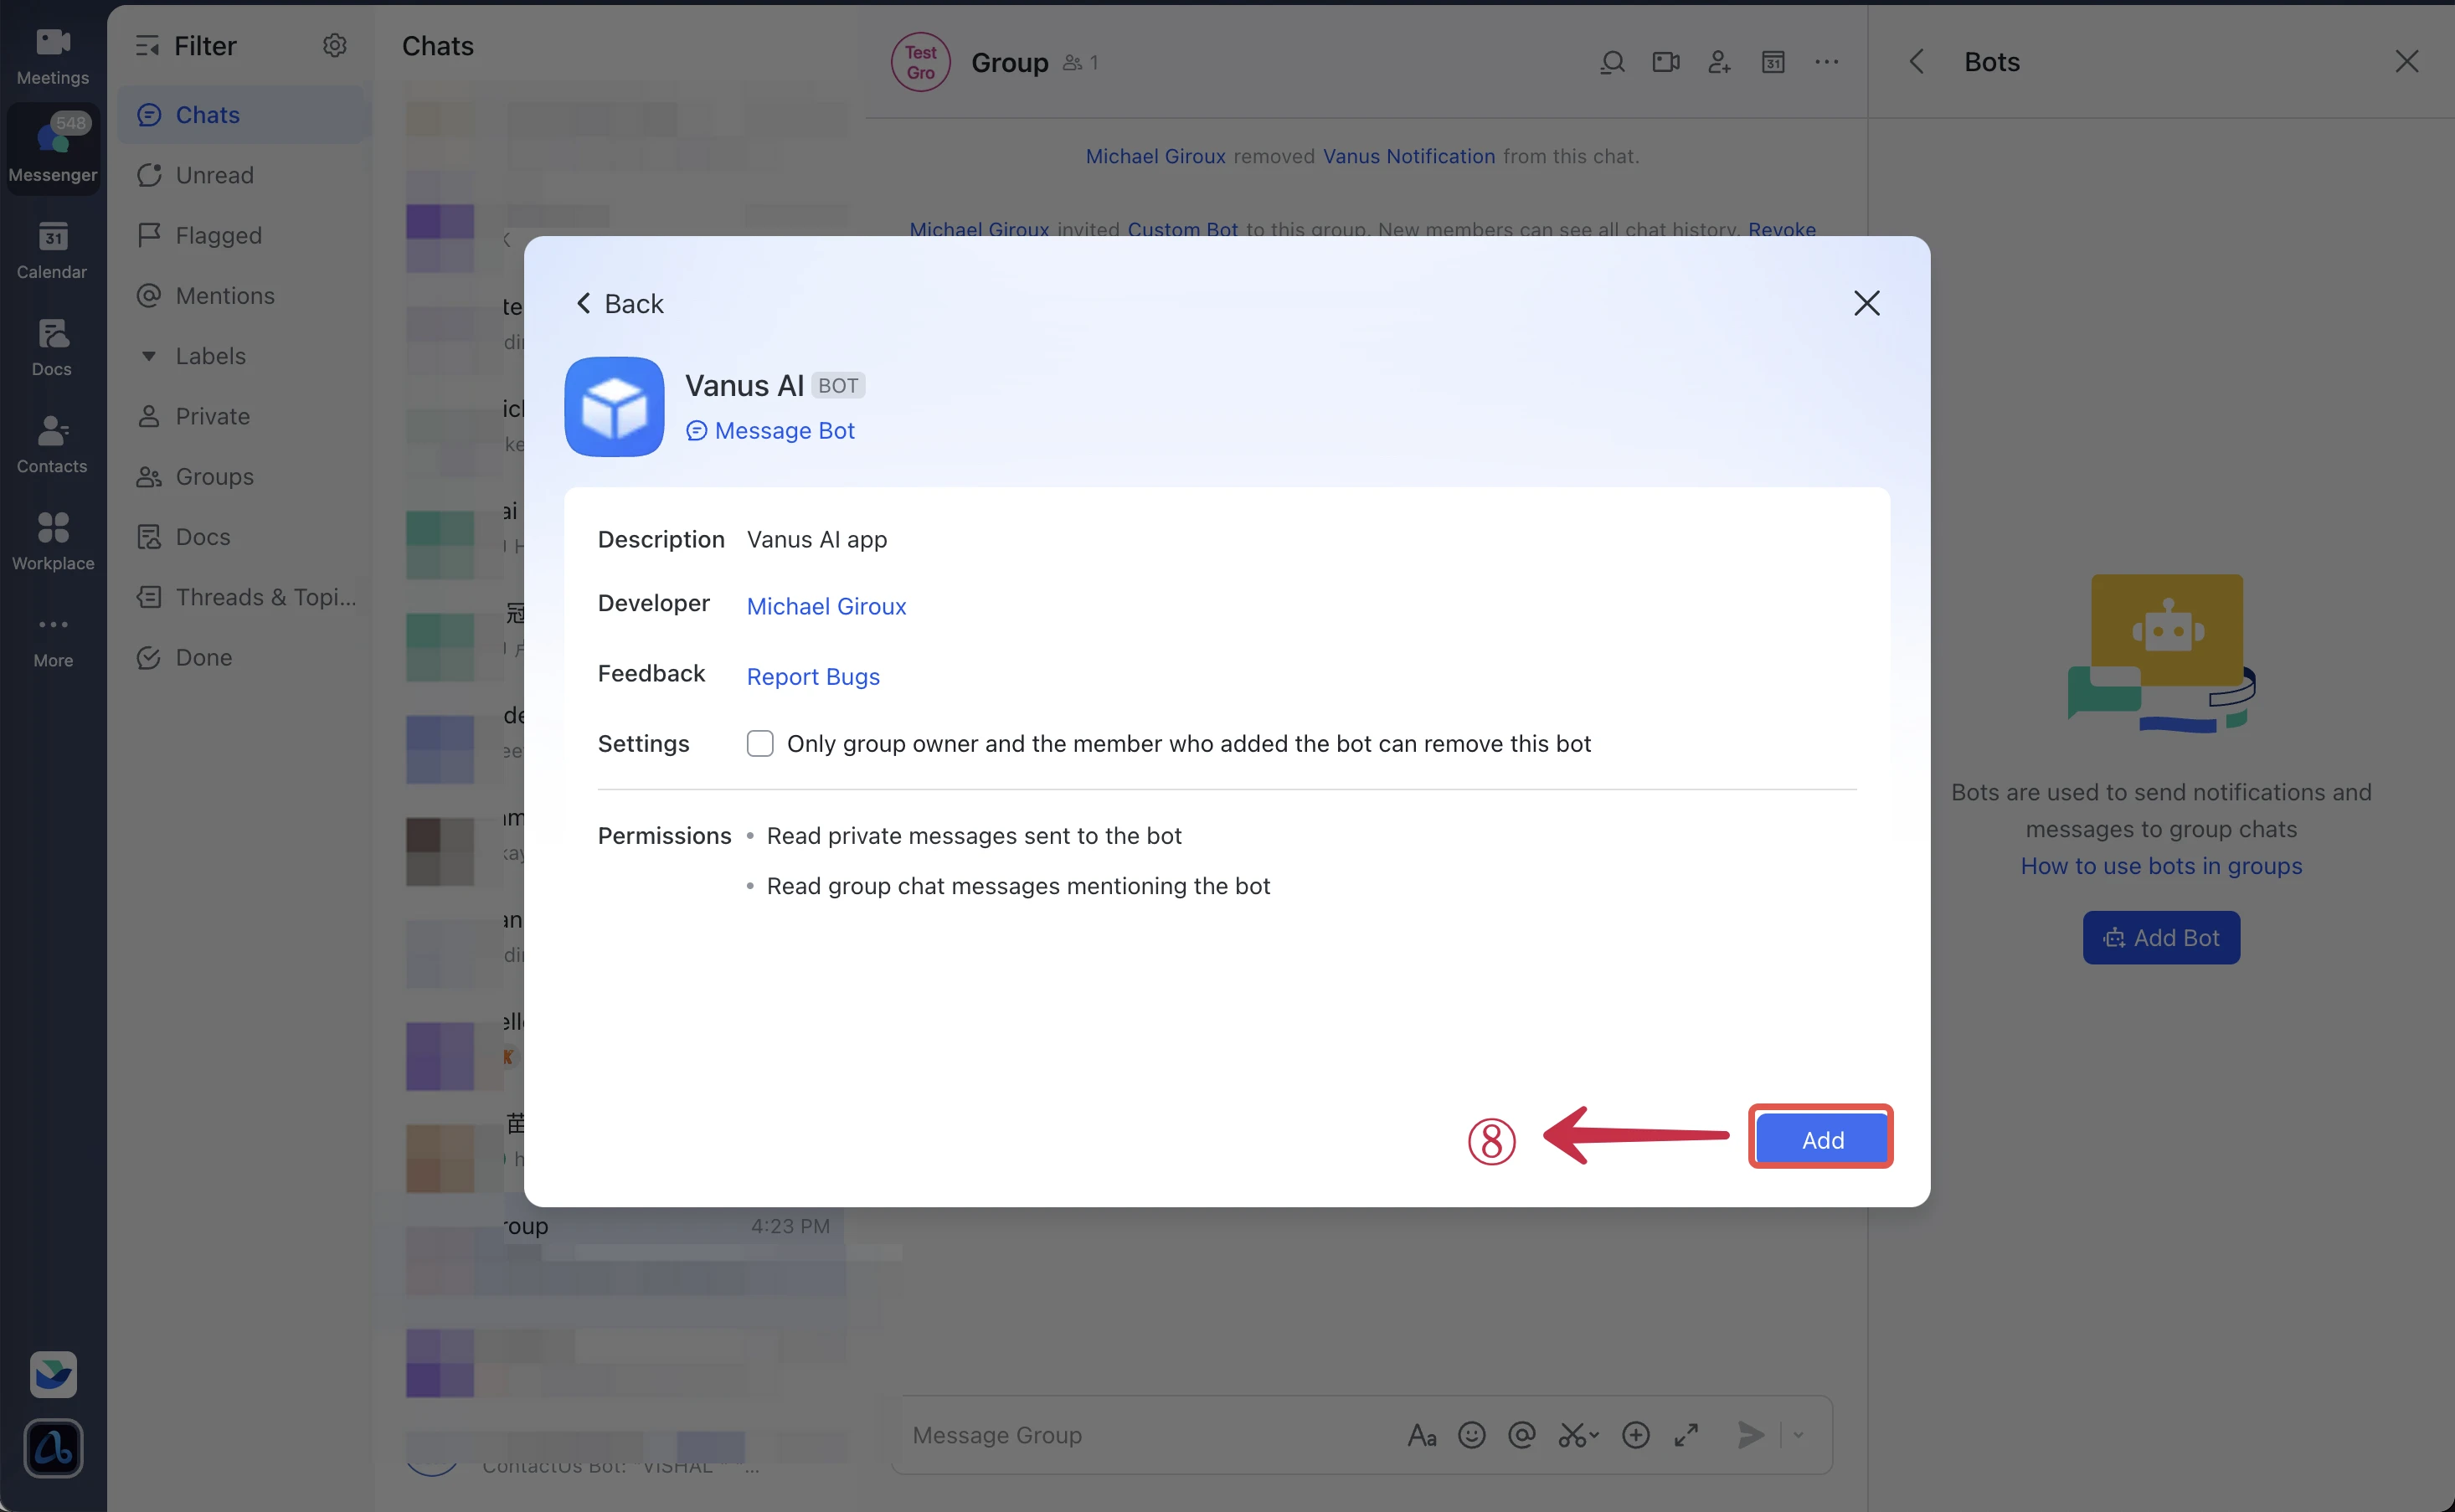 Meetings
548
Messenger
31
Calendar
Docs
Contacts
Workplace
More
Filter
Chats
Unread
Flagged
Mentions
Labels
Private
Groups
Docs
Threads & Topi...
Done
Chats
roup
4:23 PM
ContactUs Bot: "VISHAL" ...
Test
Gro
Group 1
31
Michael Giroux removed Vanus Notification from this chat.
Michael Giroux invited Custom Bot to this group. New members can see all chat history. Revoke
Back
Vanus AI BOT
Message Bot
Description Vanus AI app
Developer Michael Giroux
Feedback Report Bugs
Settings Only group owner and the member who added the bot can remove this bot
Permissions • Read private messages sent to the bot
• Read group chat messages mentioning the bot
⑧
Add
Message Group
Aa
Bots
Bots are used to send notifications and
messages to group chats
How to use bots in groups
Add Bot